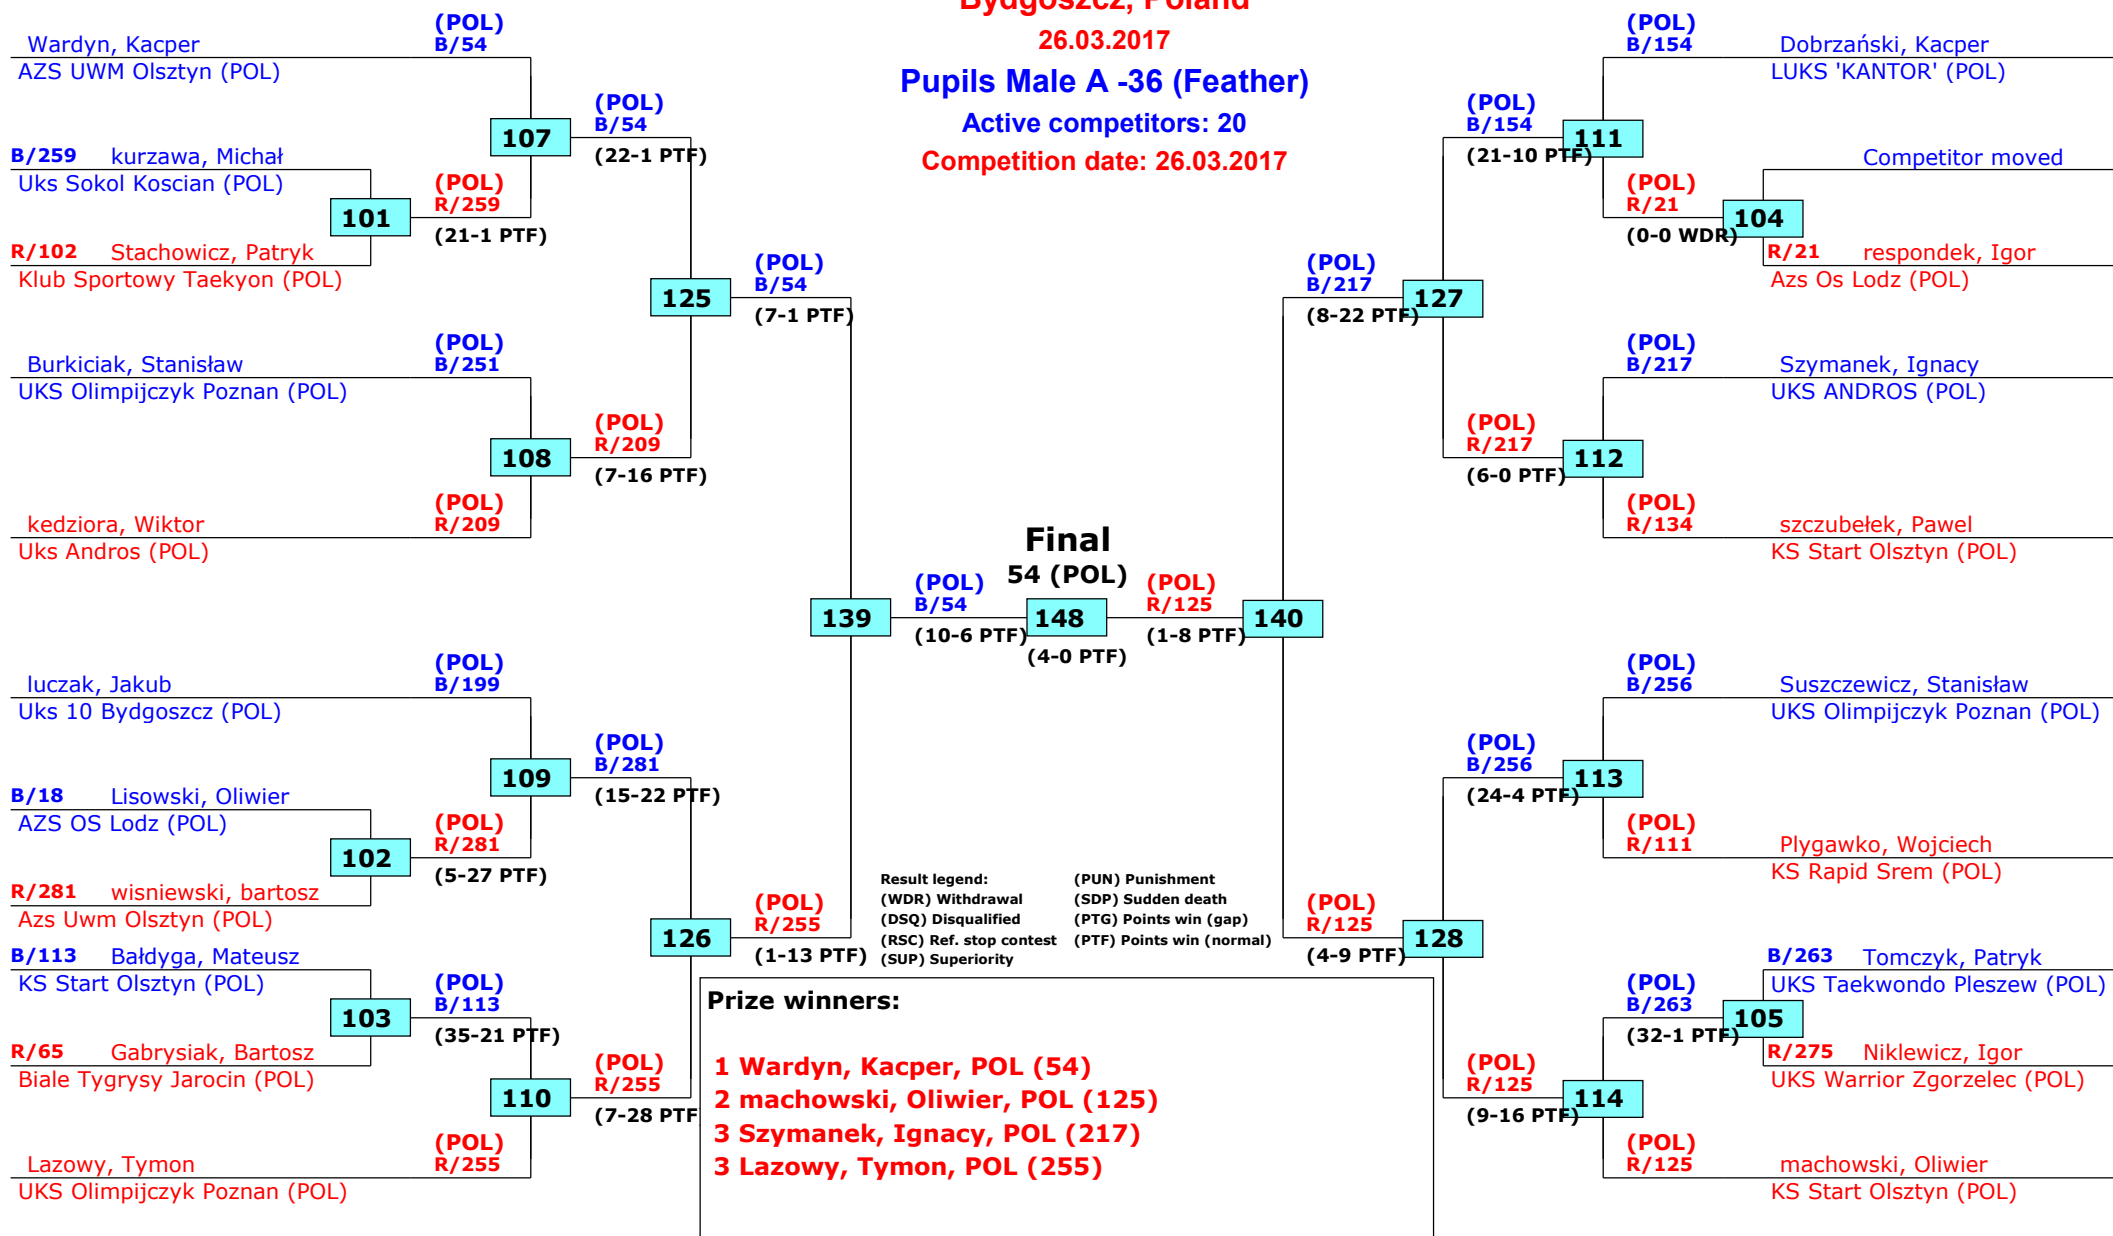 Bydgoszcz, Poland
26.03.2017
Pupils Male A -36 (Feather)
Active competitors: 20
Competition date: 26.03.2017
(POL)
B/54
Wardyn, Kacper
AZS UWM Olsztyn (POL)
107
(POL)
B/54
(22-1 PTF)
B/259 kurzawa, Michał
Uks Sokol Koscian (POL)
101
(POL)
R/259
(21-1 PTF)
R/102 Stachowicz, Patryk
Klub Sportowy Taekyon (POL)
125
(POL)
B/54
(7-1 PTF)
(POL)
B/251
Burkiciak, Stanisław
UKS Olimpijczyk Poznan (POL)
108
(POL)
R/209
(7-16 PTF)
(POL)
R/209
kedziora, Wiktor
Uks Andros (POL)
139
(POL)
B/54
(10-6 PTF)
Final
54 (POL)
148
(4-0 PTF)
(POL)
R/125
(1-8 PTF)
140
(POL)
B/199
luczak, Jakub
Uks 10 Bydgoszcz (POL)
109
(POL)
B/281
(15-22 PTF)
B/18 Lisowski, Oliwier
AZS OS Lodz (POL)
102
(POL)
R/281
(5-27 PTF)
R/281 wisniewski, bartosz
Azs Uwm Olsztyn (POL)
126
(POL)
R/255
(1-13 PTF)
B/113 Bałdyga, Mateusz
KS Start Olsztyn (POL)
103
(POL)
B/113
(35-21 PTF)
R/65 Gabrysiak, Bartosz
Biale Tygrysy Jarocin (POL)
110
(POL)
R/255
(7-28 PTF
(POL)
R/255
Lazowy, Tymon
UKS Olimpijczyk Poznan (POL)
(POL)
B/154
Dobrzański, Kacper
LUKS 'KANTOR' (POL)
(POL)
B/154
(21-10 PTF)
111
Competitor moved
(POL)
R/21
(0-0 WDR)
104
R/21 respondek, Igor
Azs Os Lodz (POL)
(POL)
B/217
(8-22 PTF)
127
(POL)
B/217
Szymanek, Ignacy
UKS ANDROS (POL)
(POL)
R/217
(6-0 PTF)
112
(POL)
R/134
szczubełek, Pawel
KS Start Olsztyn (POL)
(POL)
B/256
Suszczewicz, Stanisław
UKS Olimpijczyk Poznan (POL)
(POL)
B/256
(24-4 PTF)
113
(POL)
R/111
Plygawko, Wojciech
KS Rapid Srem (POL)
(POL)
R/125
(4-9 PTF)
128
B/263 Tomczyk, Patryk
UKS Taekwondo Pleszew (POL)
(POL)
B/263
(32-1 PTF)
105
R/275 Niklewicz, Igor
UKS Warrior Zgorzelec (POL)
(POL)
R/125
(9-16 PTF)
114
(POL)
R/125
machowski, Oliwier
KS Start Olsztyn (POL)
Result legend: (PUN) Punishment
(WDR) Withdrawal (SDP) Sudden death
(DSQ) Disqualified (PTG) Points win (gap)
(RSC) Ref. stop contest (PTF) Points win (normal)
(SUP) Superiority
Prize winners:
1 Wardyn, Kacper, POL (54)
2 machowski, Oliwier, POL (125)
3 Szymanek, Ignacy, POL (217)
3 Lazowy, Tymon, POL (255)